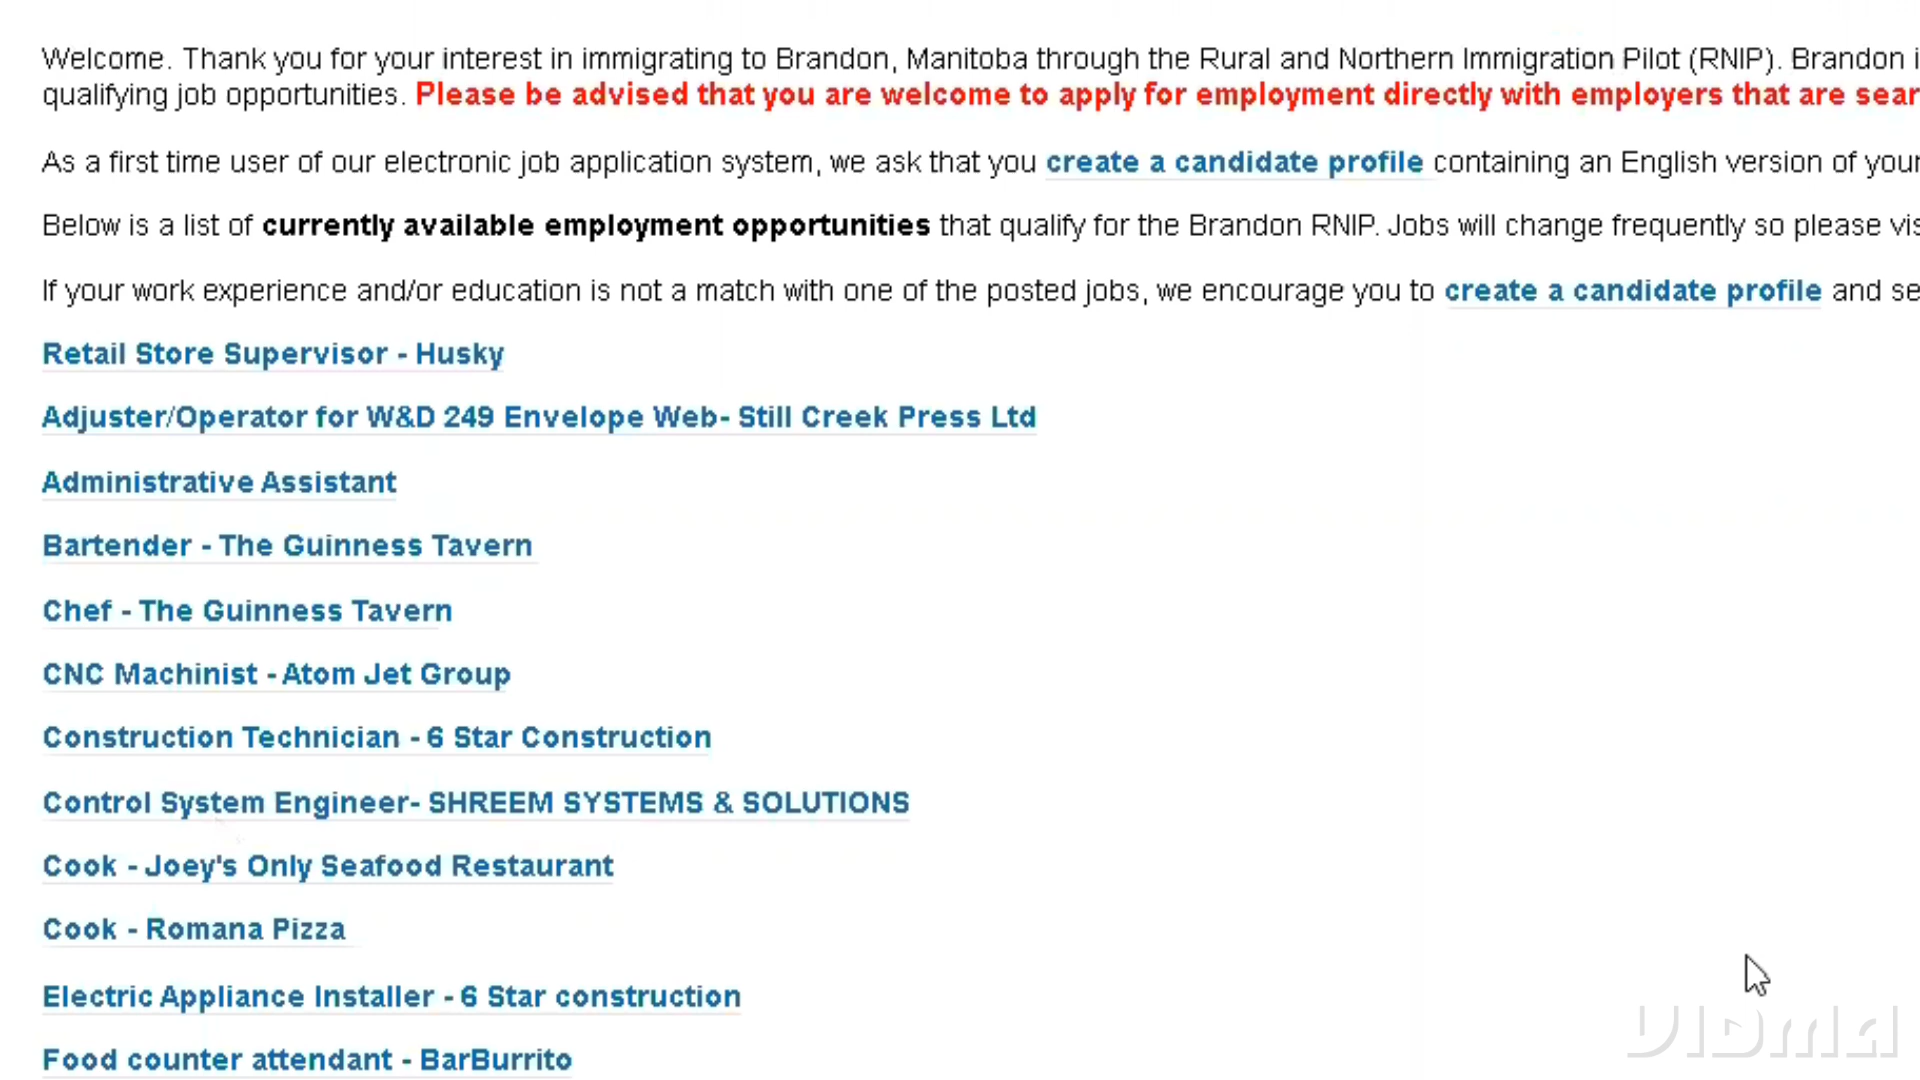 Welcome. Thank you for your interest in immigrating to Brandon, Manitoba through the Rural and Northern Immigration Pilot (RNIP). Brandon i
qualifying job opportunities. Please be advised that you are welcome to apply for employment directly with employers that are sear
As a first time user of our electronic job application system, we ask that you create a candidate profile containing an English version of your
Below is a list of currently available employment opportunities that qualify for the Brandon RNIP. Jobs will change frequently so please vis
If your work experience and/or education is not a match with one of the posted jobs, we encourage you to create a candidate profile and se
Retail Store Supervisor - Husky
Adjuster/Operator for W&D 249 Envelope Web- Still Creek Press Ltd
Administrative Assistant
Bartender - The Guinness Tavern
Chef - The Guinness Tavern
CNC Machinist - Atom Jet Group
Construction Technician - 6 Star Construction
Control System Engineer- SHREEM SYSTEMS & SOLUTIONS
Cook - Joey's Only Seafood Restaurant
Cook - Romana Pizza
Electric Appliance Installer - 6 Star construction
Food counter attendant - BarBurrito
VIDMA